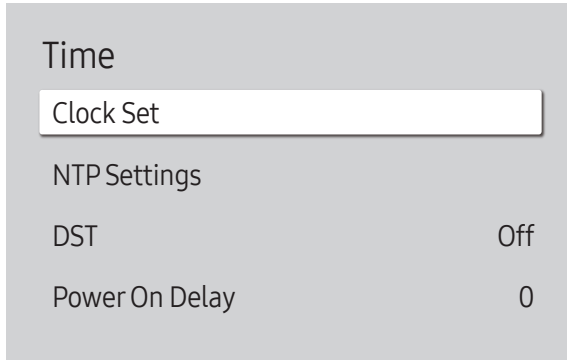 Time
Clock Set
NTP Settings
DST Off
Power On Delay 0